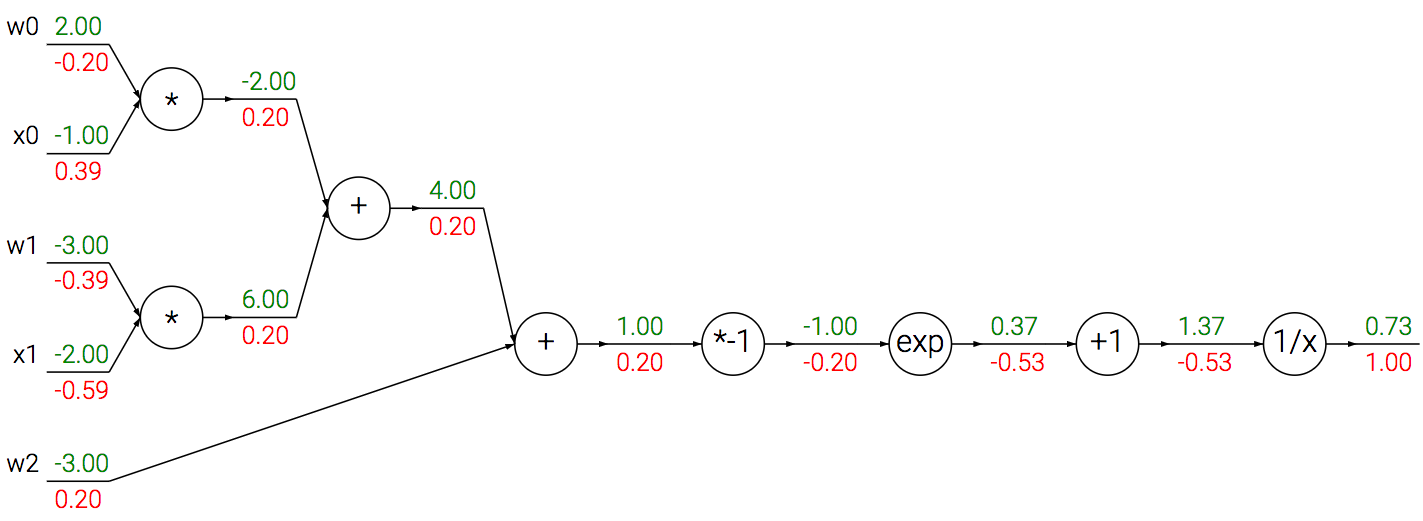 w0 2.00
-0.20
* -2.00
0.20
x0 -1.00
0.39
+ 4.00
0.20
w1 -3.00
-0.39
* 6.00
0.20
x1 -2.00
-0.59
+ 1.00 *-1 -1.00 exp 0.37 +1 1.37 1/x 0.73
0.20 -0.20 -0.53 -0.53 1.00
w2 -3.00
0.20